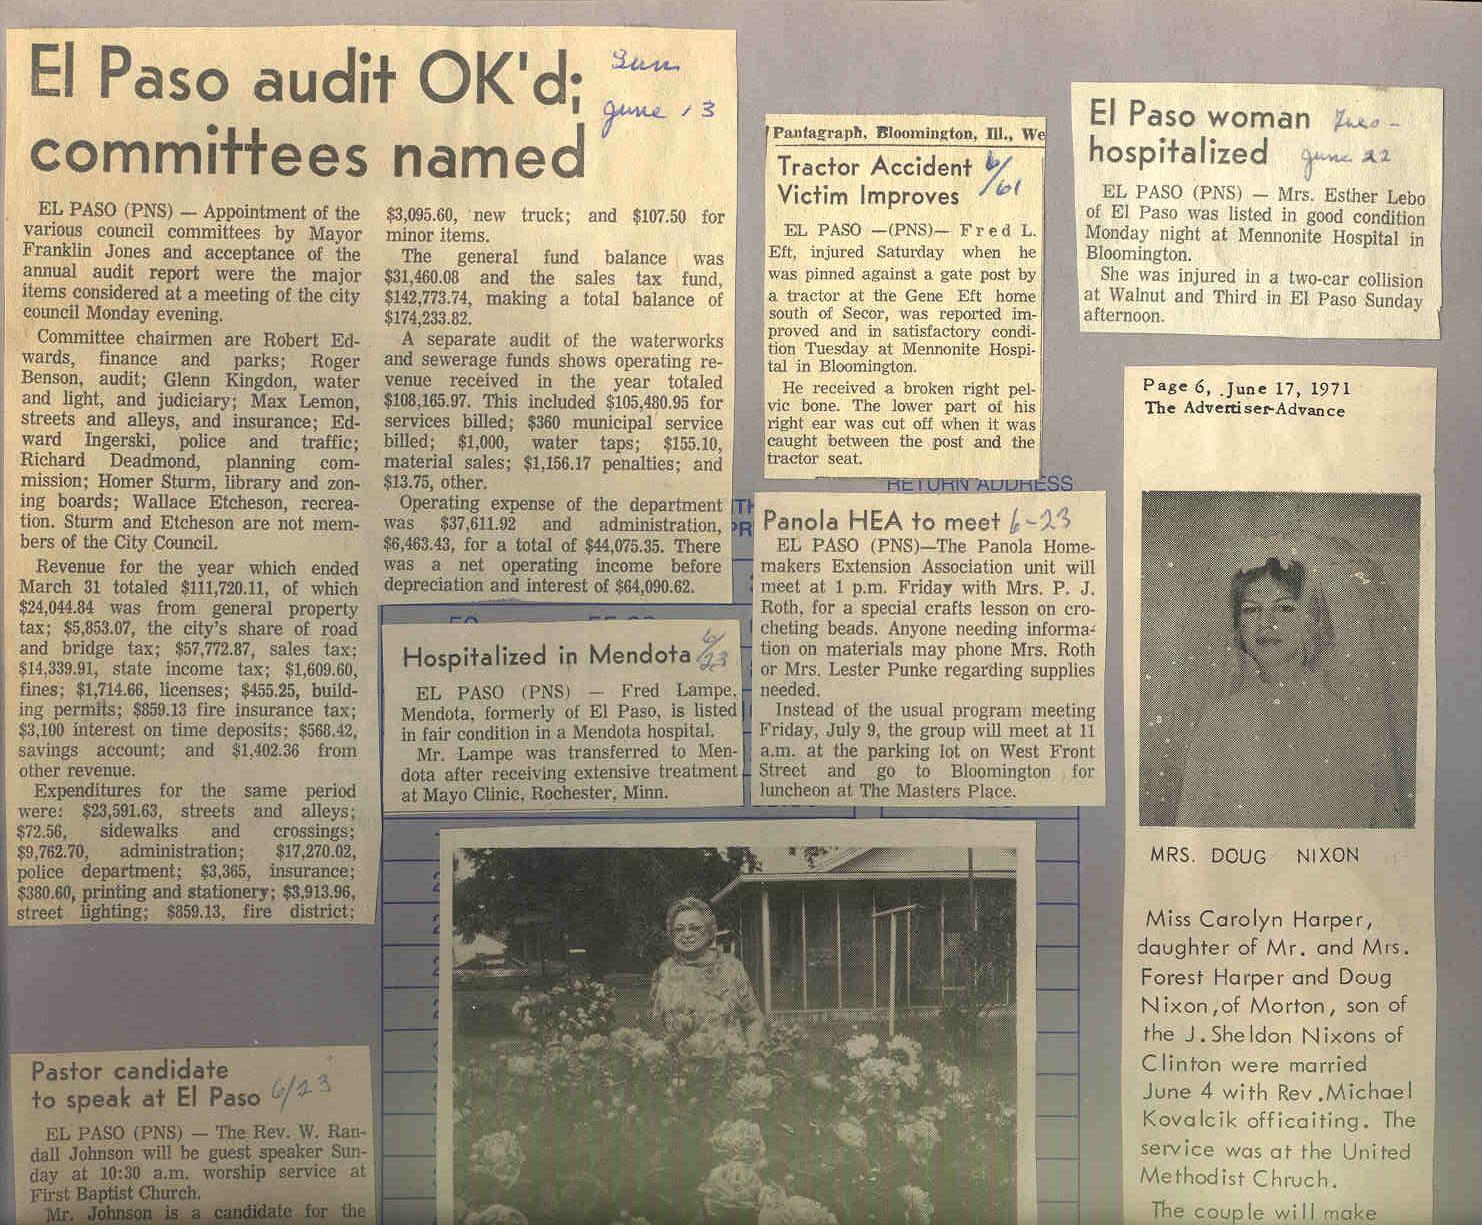 El Paso audit OK'd;
committees named
Sun
June 13
EL PASO (PNS) — Appointment of the
various council committees by Mayor
Franklin Jones and acceptance of the
annual audit report were the major
items considered at a meeting of the city
council Monday evening.
Committee chairmen are Robert Ed-
wards, finance and parks; Roger
Benson, audit; Glenn Kingdon, water
and light, and judiciary; Max Lemon,
streets and alleys, and insurance; Ed-
ward Ingerski, police and traffic;
Richard Deadmond, planning com-
mission; Homer Sturm, library and zon-
ing boards; Wallace Etcheson, recrea-
tion. Sturm and Etcheson are not mem-
bers of the City Council.
Revenue for the year which ended
March 31 totaled $111,720.11, of which
$24,044.84 was from general property
tax; $5,853.07, the city's share of road
and bridge tax; $57,772.87, sales tax;
$14,339.91, state income tax; $1,609.60,
fines; $1,714.66, licenses; $455.25, build-
ing permits; $859.13 fire insurance tax;
$3,100 interest on time deposits; $568.42,
savings account; and $1,402.36 from
other revenue.
Expenditures for the same period
were: $23,591.63, streets and alleys;
$72.56, sidewalks and crossings;
$9,762.70, administration; $17,270.02,
police department; $3,365, insurance;
$380.60, printing and stationery; $3,913.96,
street lighting; $859.13, fire district;
$3,095.60, new truck; and $107.50 for
minor items.
The general fund balance was
$31,460.08 and the sales tax fund,
$142,773.74, making a total balance of
$174,233.82.
A separate audit of the waterworks
and sewerage funds shows operating re-
venue received in the year totaled
$108,165.97. This included $105,480.95 for
services billed; $360 municipal service
billed; $1,000, water taps; $155.10,
material sales; $1,156.17 penalties; and
$13.75, other.
Operating expense of the department
was $37,611.92 and administration,
$6,463.43, for a total of $44,075.35. There
was a net operating income before
depreciation and interest of $64,090.62.
Pantagraph, Bloomington, Ill., We
Tractor Accident
Victim Improves
6/61
EL PASO —(PNS)— Fred L.
Eft, injured Saturday when he
was pinned against a gate post by
a tractor at the Gene Eft home
south of Secor, was reported im-
proved and in satisfactory condi-
tion Tuesday at Mennonite Hospi-
tal in Bloomington.
He received a broken right pel-
vic bone. The lower part of his
right ear was cut off when it was
caught between the post and the
tractor seat.
El Paso woman
hospitalized
Tues -
June 22
EL PASO (PNS) — Mrs. Esther Lebo
of El Paso was listed in good condition
Monday night at Mennonite Hospital in
Bloomington.
She was injured in a two-car collision
at Walnut and Third in El Paso Sunday
afternoon.
RETURN ADDRESS
Panola HEA to meet 6-23
EL PASO (PNS)—The Panola Home-
makers Extension Association unit will
meet at 1 p.m. Friday with Mrs. P. J.
Roth, for a special crafts lesson on cro-
cheting beads. Anyone needing informa-
tion on materials may phone Mrs. Roth
or Mrs. Lester Punke regarding supplies
needed.
Instead of the usual program meeting
Friday, July 9, the group will meet at 11
a.m. at the parking lot on West Front
Street and go to Bloomington for
luncheon at The Masters Place.
Hospitalized in Mendota 6/23
EL PASO (PNS) — Fred Lampe,
Mendota, formerly of El Paso, is listed
in fair condition in a Mendota hospital.
Mr. Lampe was transferred to Men-
dota after receiving extensive treatment
at Mayo Clinic, Rochester, Minn.
Page 6, June 17, 1971
The Advertiser-Advance
MRS. DOUG NIXON
Miss Carolyn Harper,
daughter of Mr. and Mrs.
Forest Harper and Doug
Nixon,of Morton, son of
the J.Sheldon Nixons of
Clinton were married
June 4 with Rev.Michael
Kovalcik officaiting. The
service was at the United
Methodist Chruch.
The couple will make
Pastor candidate
to speak at El Paso 6/23
EL PASO (PNS) — The Rev. W. Ran-
dall Johnson will be guest speaker Sun-
day at 10:30 a.m. worship service at
First Baptist Church.
Mr. Johnson is a candidate for the